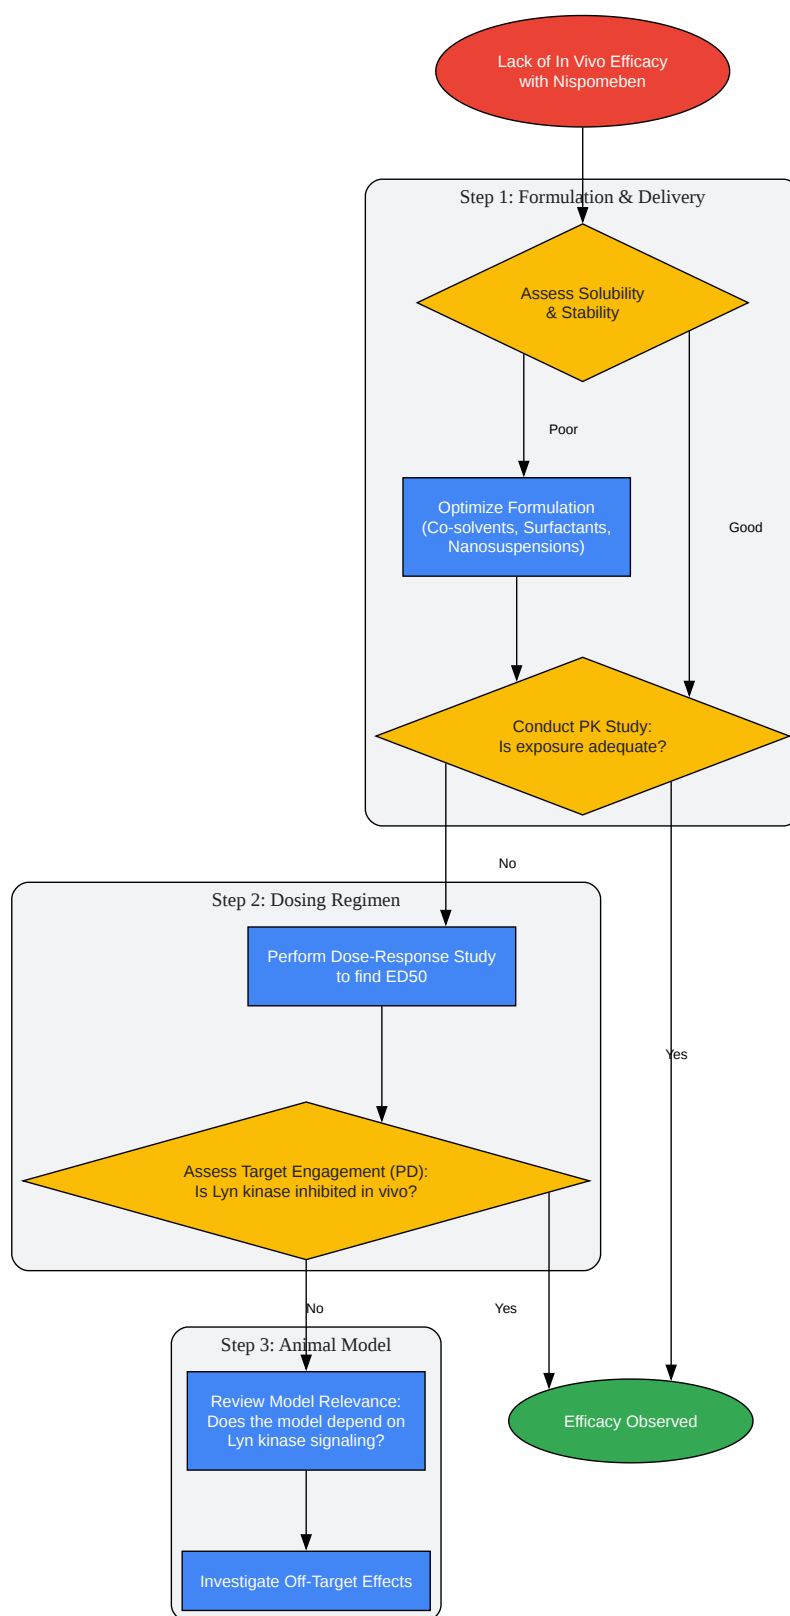 Lack of In Vivo Efficacy
with Nispomeben
Step 1: Formulation & Delivery
Assess Solubility
& Stability
Poor
Optimize Formulation
(Co-solvents, Surfactants,
Nanosuspensions)
Good
Conduct PK Study:
Is exposure adequate?
No
Step 2: Dosing Regimen
Perform Dose-Response Study
to find ED50
Yes
Assess Target Engagement (PD):
Is Lyn kinase inhibited in vivo?
No
Yes
Step 3: Animal Model
Review Model Relevance:
Does the model depend on
Lyn kinase signaling?
Efficacy Observed
Investigate Off-Target Effects